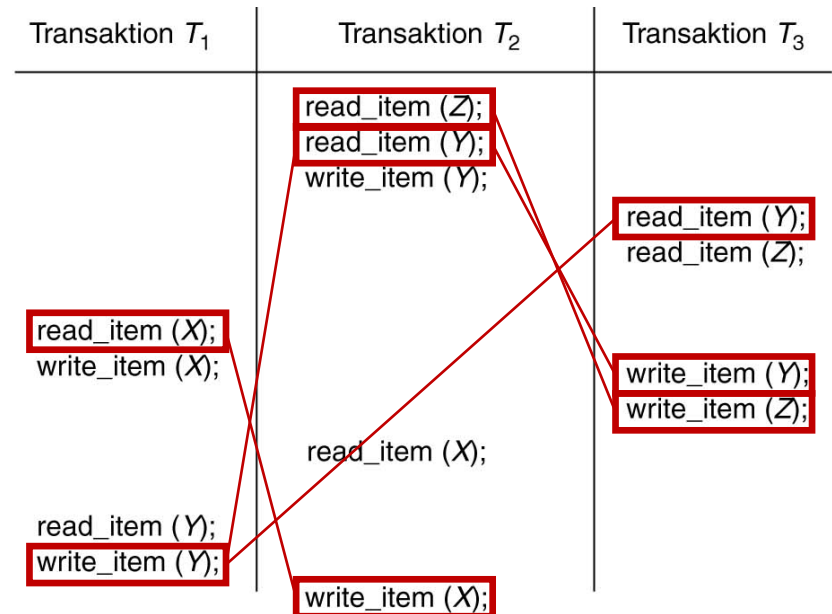 Transaktion T1 Transaktion T2 Transaktion T3
read_item (Z);
read_item (Y);
write_item (Y);
read_item (Y);
read_item (Z);
read_item (X);
write_item (X);
write_item (Y);
write_item (Z);
read_item (X);
read_item (Y);
write_item (Y);
write_item (X);